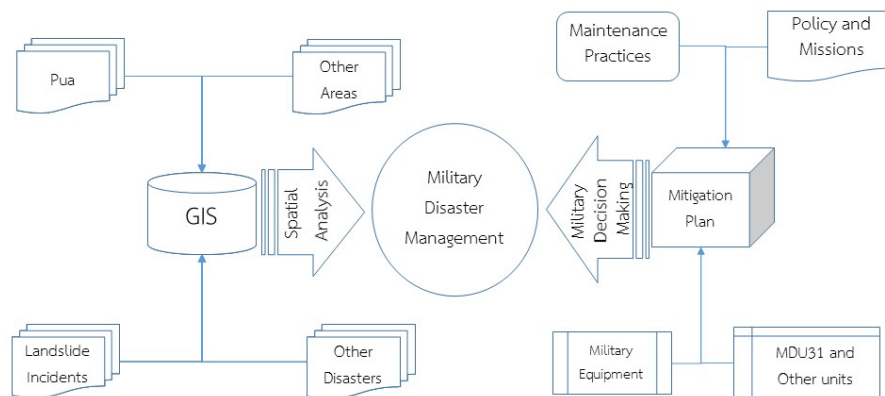 Pua
Other
Areas
Maintenance
Practices
Policy and
Missions
GIS
Spatial
Analysis
Military
Disaster
Management
Military
Decision
Making
Mitigation
Plan
Landslide
Incidents
Other
Disasters
Military
Equipment
MDU31 and
Other units